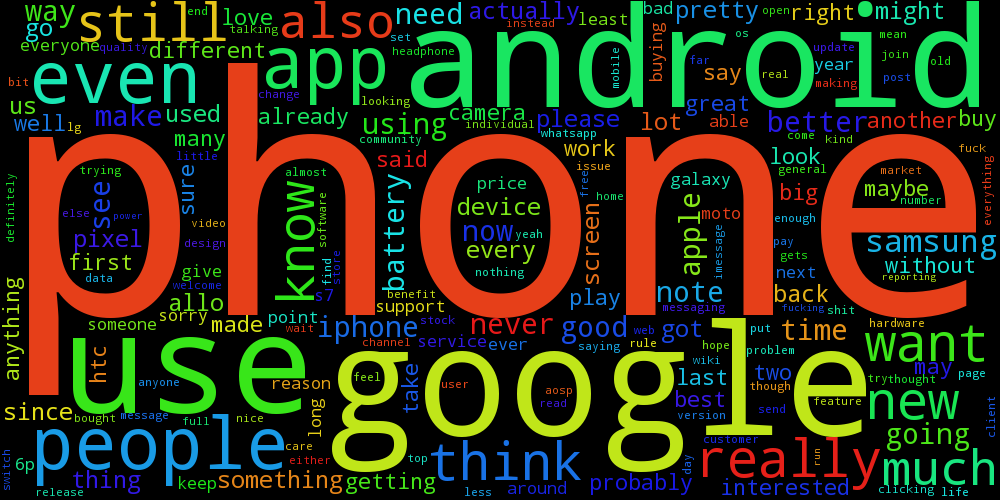 way still love also need actually least bad pretty open right might
end talking instead
go everyone quality different app android set headphone mobile buying say far real os year update mean join old
even looking making post
us bit change already using camera please great able better another buy
well lg make used many individual whatsapp lot
community work come kind fuck
trying little said issue look general
definitely see sure almost price galaxy big maybe market number everything
else power video know software battery device screen free home apple moto enough
phone
pixel design now yeah every imessage pay samsung
first data give find store nothing gets next without reporting
anything welcome allo s7 benefit support play note back fucking
someone sorry made point messaging shit
wait iphone stock never good got put time hardware
channel service ever saying web rule hope problem want
use google
htc reason feel take wiki last two may page
anyone user aosp though try thought
since bought message full nice long read best version send feature new client
people care either think customer really rs going
switch 6p top day much
thing keep something getting less around probably interested clicking life
release